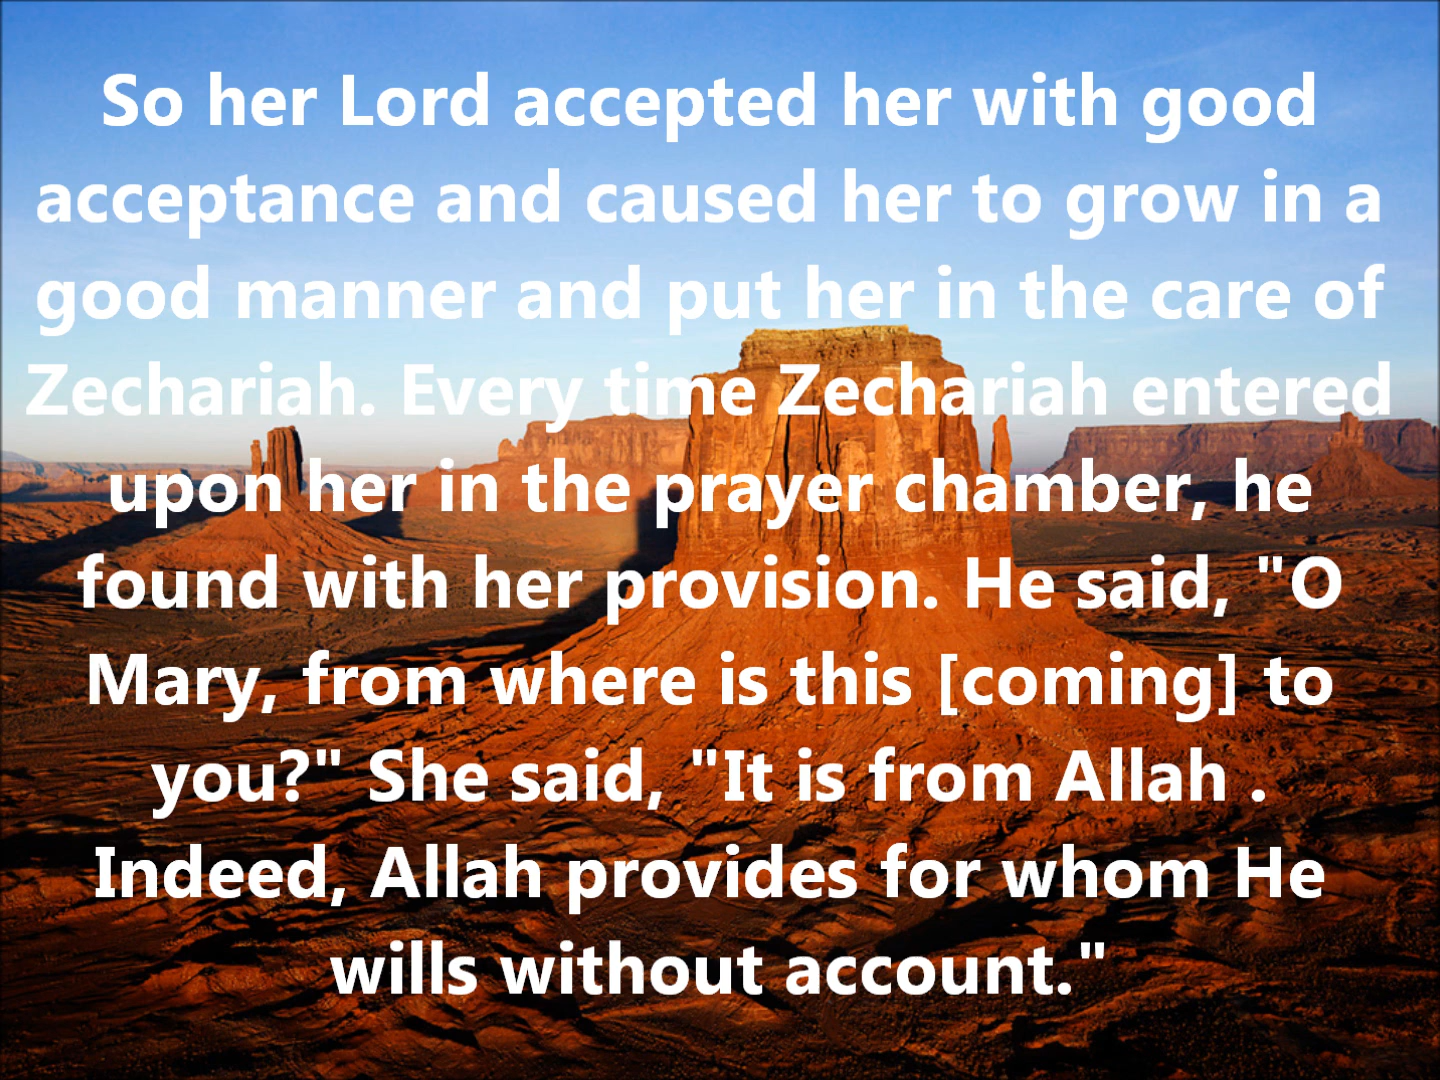 So her Lord accepted her with good
acceptance and caused her to grow in a
good manner and put her in the care of
Zechariah. Every time Zechariah entered
upon her in the prayer chamber, he
found with her provision. He said, "O
Mary, from where is this [coming] to
you?" She said, "It is from Allah .
Indeed, Allah provides for whom He
wills without account."